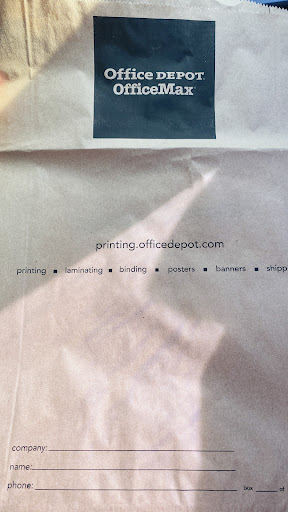 Office DEPOT
OfficeMax
printing.officedepot.com
printing ▪ laminating ▪ binding ▪ posters ▪ banners ▪ shipp
company:
name:
phone: box of